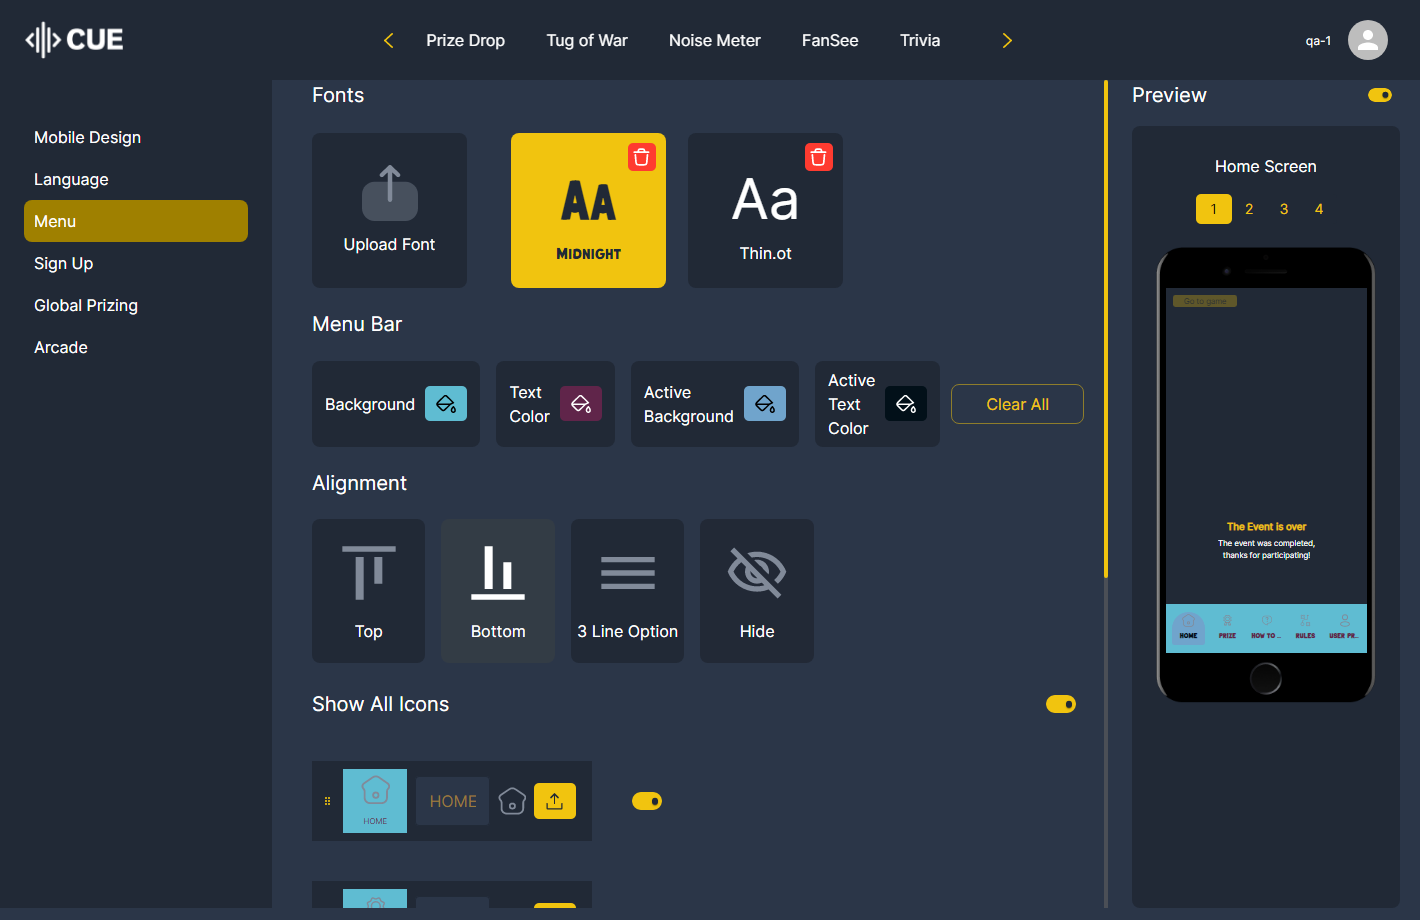 CUE
Prize Drop
Tug of War
Noise Meter
FanSee
Trivia
qa-1
Mobile Design
Language
Menu
Sign Up
Global Prizing
Arcade
Fonts
Upload Font
AA
MIDNIGHT
Aa
Thin.ot
Menu Bar
Background
Text
Color
Active
Background
Active
Text
Color
Clear All
Alignment
Top
Bottom
3 Line Option
Hide
Show All Icons
HOME
HOME
Preview
Home Screen
1 2 3 4
Go to game
The Event is over
The event was completed,
thanks for participating!
HOME
PRIZE
HOW TO ...
RULES
USER PR...